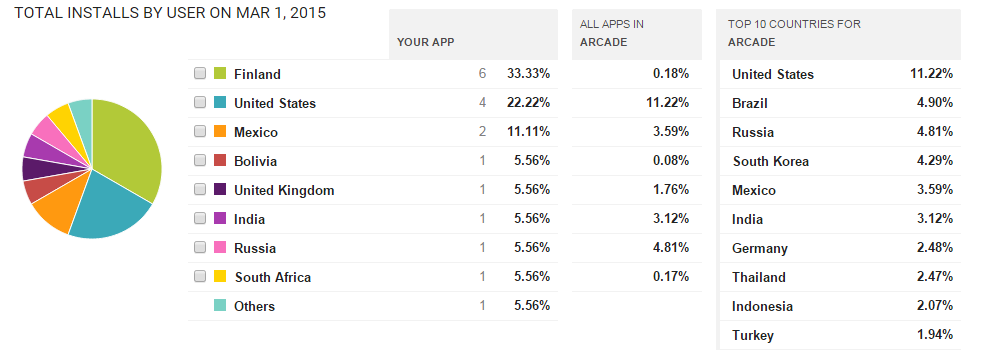 TOTAL INSTALLS BY USER ON MAR 1, 2015
YOUR APP
ALL APPS IN
ARCADE
TOP 10 COUNTRIES FOR
ARCADE
Finland 6 33.33% 0.18% United States 11.22%
United States 4 22.22% 11.22% Brazil 4.90%
Mexico 2 11.11% 3.59% Russia 4.81%
Bolivia 1 5.56% 0.08% South Korea 4.29%
United Kingdom 1 5.56% 1.76% Mexico 3.59%
India 1 5.56% 3.12% India 3.12%
Russia 1 5.56% 4.81% Germany 2.48%
South Africa 1 5.56% 0.17% Thailand 2.47%
Others 1 5.56% Indonesia 2.07%
Turkey 1.94%